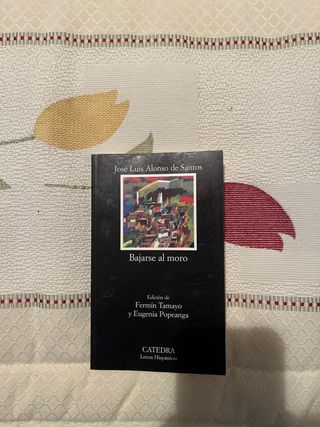 José Luis Alonso de Santos
Bajarse al moro
Edición de
Fermín Tamayo
y Eugenia Popeanga
CATEDRA
Letras Hispánicas